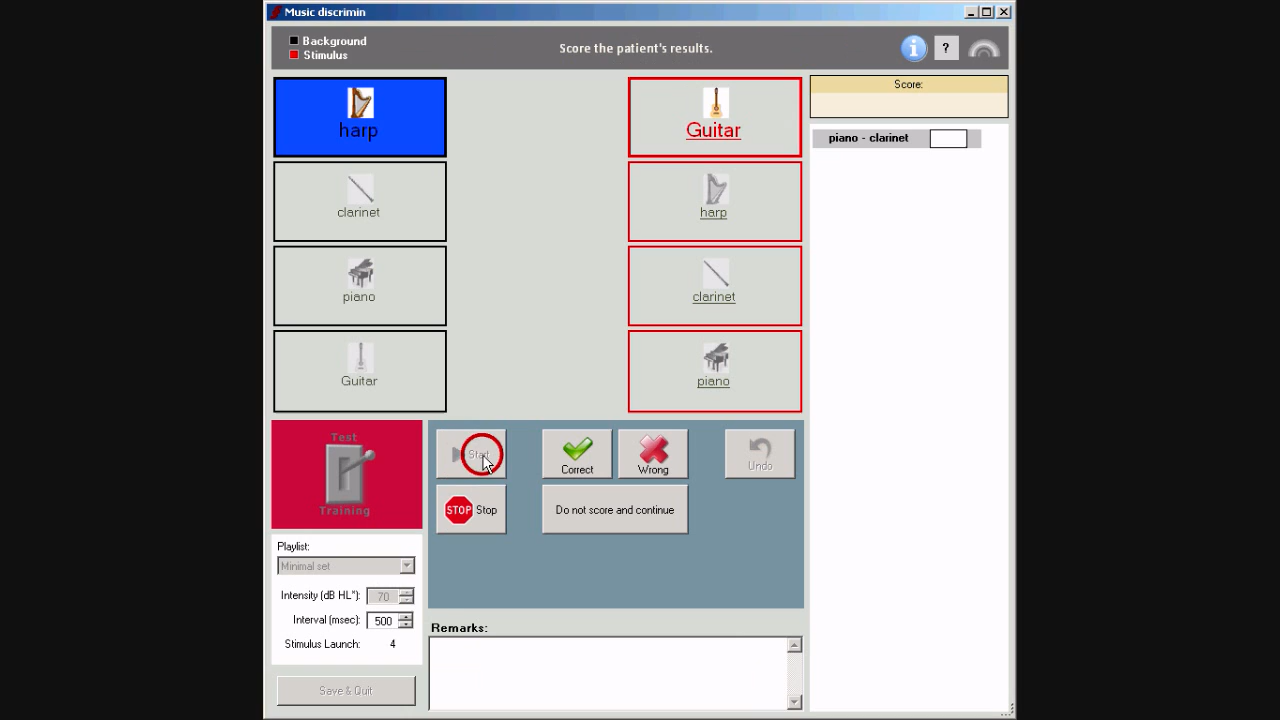 Music discrimin
Background
Stimulus
Score the patient's results.
?
harp
clarinet
piano
Guitar
Guitar
harp
clarinet
piano
Score:
piano - clarinet
Test
Training
Start
Correct
Wrong
Undo
STOP Stop
Do not score and continue
Playlist:
Minimal set
Intensity (dB HL"): 70
Interval (msec): 500
Stimulus Launch: 4
Save & Quit
Remarks: